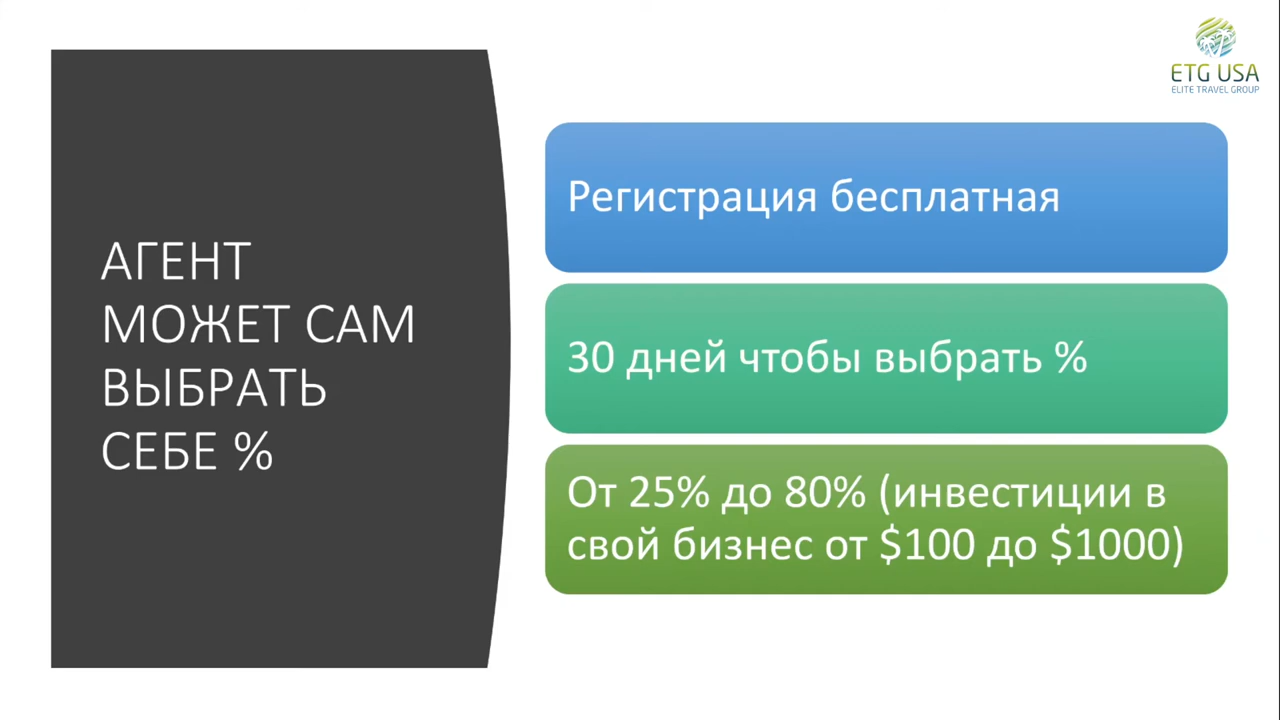 ETG USA
ELITE TRAVEL GROUP
АГЕНТ
МОЖЕТ САМ
ВЫБРАТЬ
СЕБЕ %
Регистрация бесплатная
30 дней чтобы выбрать %
От 25% до 80% (инвестиции в
свой бизнес от $100 до $1000)